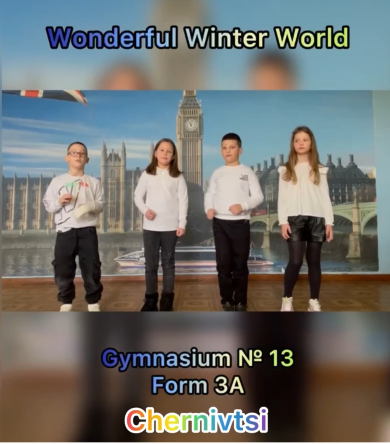 Wonderful Winter World
Gymnasium № 13
Form 3A
Chernivtsi